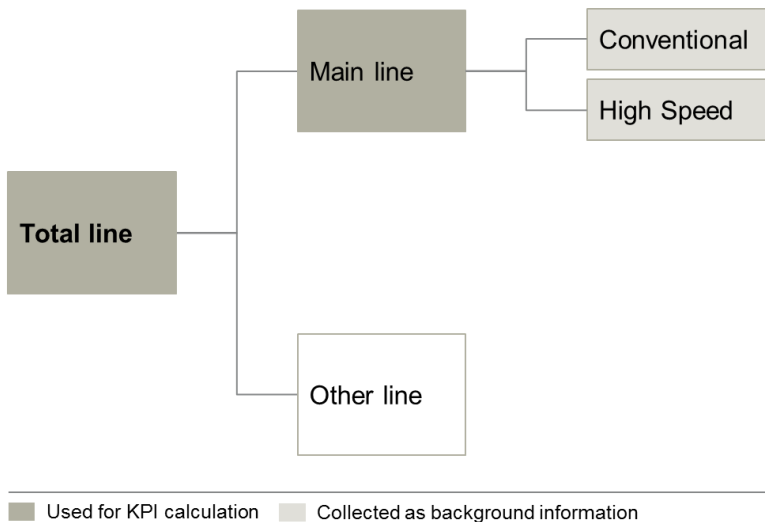 Conventional
Main line
High Speed
Total line
Other line
Used for KPI calculation
Collected as background information